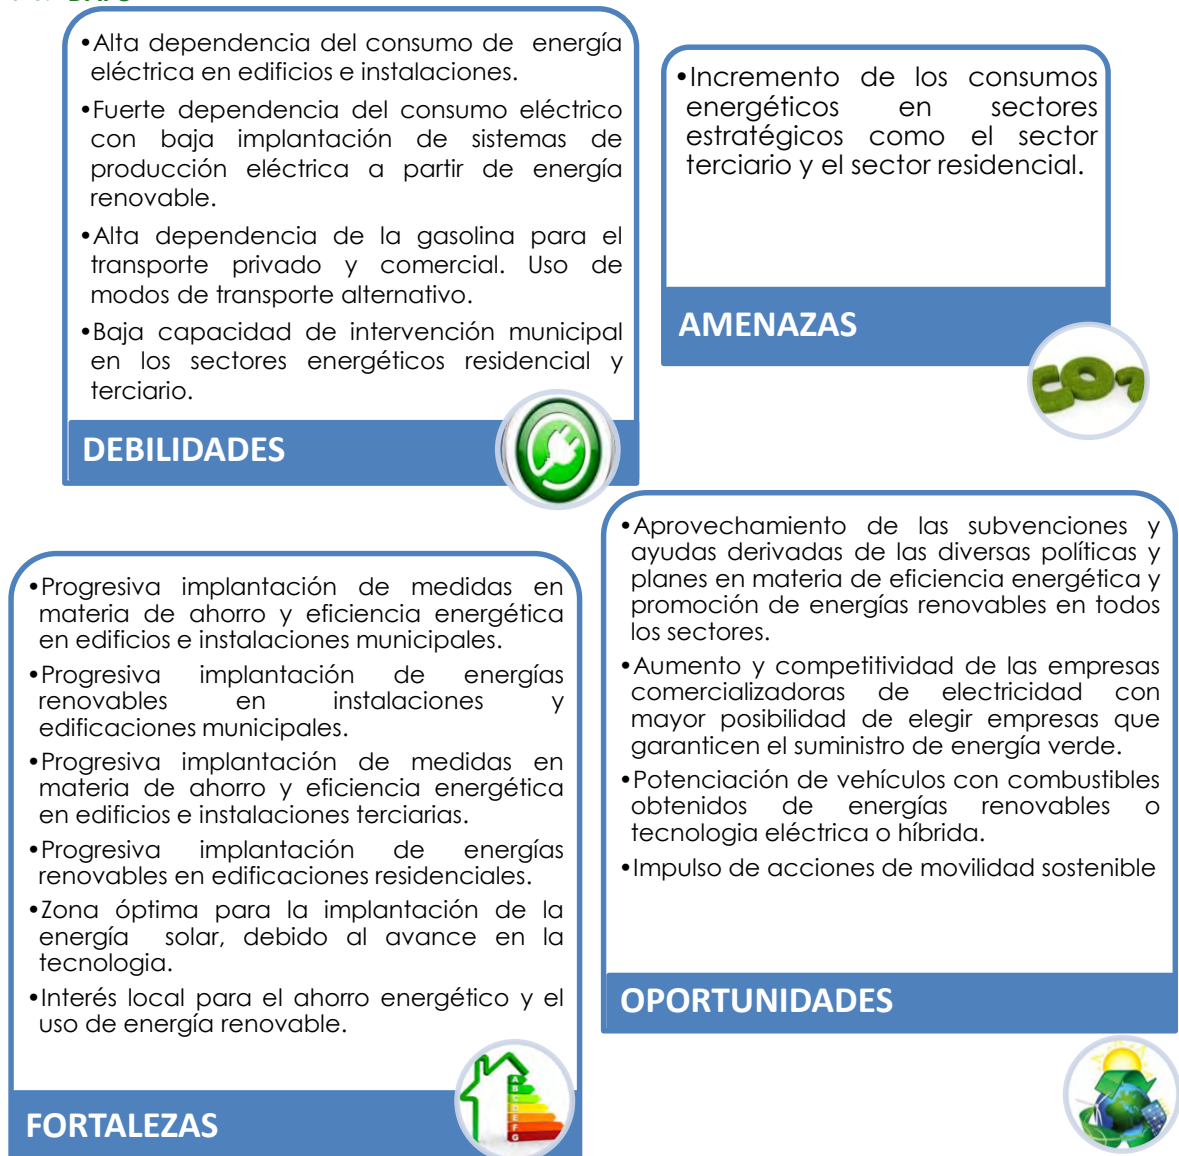 •Alta dependencia del consumo de energía
eléctrica en edificios e instalaciones.
•Fuerte dependencia del consumo eléctrico
con baja implantación de sistemas de
producción eléctrica a partir de energía
renovable.
•Alta dependencia de la gasolina para el
transporte privado y comercial. Uso de
modos de transporte alternativo.
•Baja capacidad de intervención municipal
en los sectores energéticos residencial y
terciario.
DEBILIDADES
•Incremento de los consumos
energéticos en sectores
estratégicos como el sector
terciario y el sector residencial.
AMENAZAS
•Progresiva implantación de medidas en
materia de ahorro y eficiencia energética
en edificios e instalaciones municipales.
•Progresiva implantación de energías
renovables en instalaciones y
edificaciones municipales.
•Progresiva implantación de medidas en
materia de ahorro y eficiencia energética
en edificios e instalaciones terciarias.
•Progresiva implantación de energías
renovables en edificaciones residenciales.
•Zona óptima para la implantación de la
energía solar, debido al avance en la
tecnologia.
•Interés local para el ahorro energético y el
uso de energía renovable.
A
B
C
D
E
F
G
FORTALEZAS
•Aprovechamiento de las subvenciones y
ayudas derivadas de las diversas políticas y
planes en materia de eficiencia energética y
promoción de energías renovables en todos
los sectores.
•Aumento y competitividad de las empresas
comercializadoras de electricidad con
mayor posibilidad de elegir empresas que
garanticen el suministro de energía verde.
•Potenciación de vehículos con combustibles
obtenidos de energías renovables o
tecnologia eléctrica o híbrida.
•Impulso de acciones de movilidad sostenible
OPORTUNIDADES